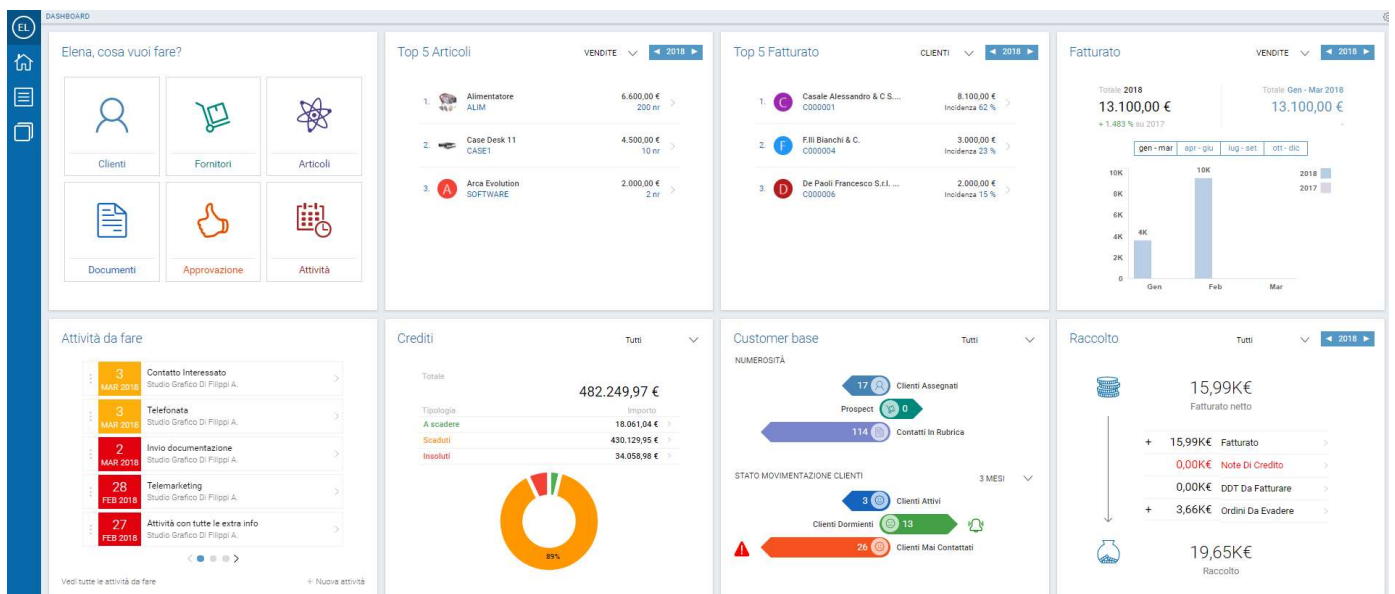 EL
DASHBOARD
Elena, cosa vuoi fare?
Clienti
Fornitori
Articoli
Documenti
Approvazione
Attività
Top 5 Articoli
VENDITE
◄ 2018 ►
1. Alimentatore 6.600,00 €
ALIM 200 nr
2. Case Desk 11 4.500,00 €
CASE1 10 nr
3. A Arca Evolution 2.000,00 €
SOFTWARE 2 nr
Top 5 Fatturato
CLIENTI
◄ 2018 ►
1. C Casale Alessandro & C S.... 8.100,00 €
C000001 Incidenza 62 %
2. F F.lli Bianchi & C. 3.000,00 €
C000004 Incidenza 23 %
3. D De Paoli Francesco S.r.l. ... 2.000,00 €
C000006 Incidenza 15 %
Fatturato
VENDITE
◄ 2018 ►
Totale 2018 Totale Gen - Mar 2018
13.100,00 € 13.100,00 €
+ 1.483 % su 2017 -
gen - mar apr - giu lug - set ott - dic
10K
8K
6K
4K
2K
0
4K
10K
2018
2017
Gen Feb Mar
Attività da fare
3 Contatto Interessato
MAR 2018 Studio Grafico Di Filippi A.
3 Telefonata
MAR 2018 Studio Grafico Di Filippi A.
2 Invio documentazione
MAR 2018 Studio Grafico Di Filippi A.
28 Telemarketing
FEB 2018 Studio Grafico Di Filippi A.
27 Attività con tutte le extra info
FEB 2018 Studio Grafico Di Filippi A.
Vedi tutte le attività da fare + Nuova attività
Crediti
Tutti
Totale
482.249,97 €
Tipologia Importo
A scadere 18.061,04 €
Scaduti 430.129,95 €
Insoluti 34.058,98 €
89%
Customer base
Tutti
NUMEROSITÀ
17 Clienti Assegnati
Prospect 0
114 Contatti In Rubrica
STATO MOVIMENTAZIONE CLIENTI 3 MESI
3 Clienti Attivi
Clienti Dormienti 13
26 Clienti Mai Contattati
Raccolto
Tutti
◄ 2018 ►
15,99K€
Fatturato netto
+ 15,99K€ Fatturato
0,00K€ Note Di Credito
0,00K€ DDT Da Fatturare
+ 3,66K€ Ordini Da Evadere
19,65K€
Raccolto